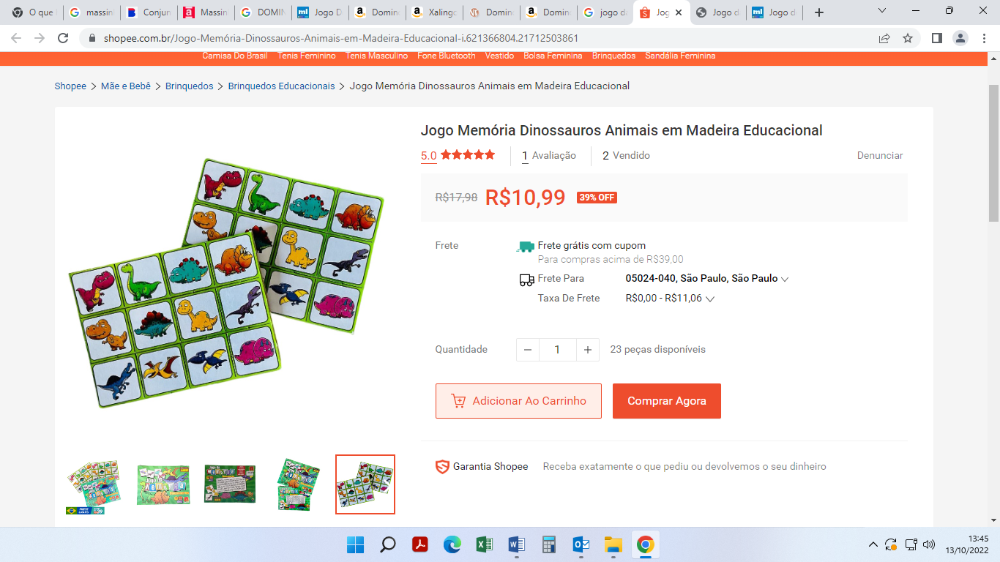 O que
massinh
Conjun
Massin
DOMIN
Jogo D
Domino
Xalingo
Domino
Domino
jogo da
Jog
Jogo d
Jogo de
shopee.com.br/Jogo-Memória-Dinossauros-Animais-em-Madeira-Educacional-i.621366804.21712503861
Camisa Do Brasil Tenis Feminino Tenis Masculino Fone Bluetooth Vestido Bolsa Feminina Brinquedos Sandália Feminina
Shopee > Mãe e Bebê > Brinquedos > Brinquedos Educacionais > Jogo Memória Dinossauros Animais em Madeira Educacional
Jogo Memória Dinossauros Animais em Madeira Educacional
5.0 1 Avaliação 2 Vendido Denunciar
R$17,98 R$10,99 39% OFF
Frete Frete grátis com cupom
Para compras acima de R$39,00
Frete Para 05024-040, São Paulo, São Paulo
Taxa De Frete R$0,00 - R$11,06
Quantidade 1 23 peças disponíveis
Adicionar Ao Carrinho Comprar Agora
Garantia Shopee Receba exatamente o que pediu ou devolvemos o seu dinheiro
13:45
13/10/2022